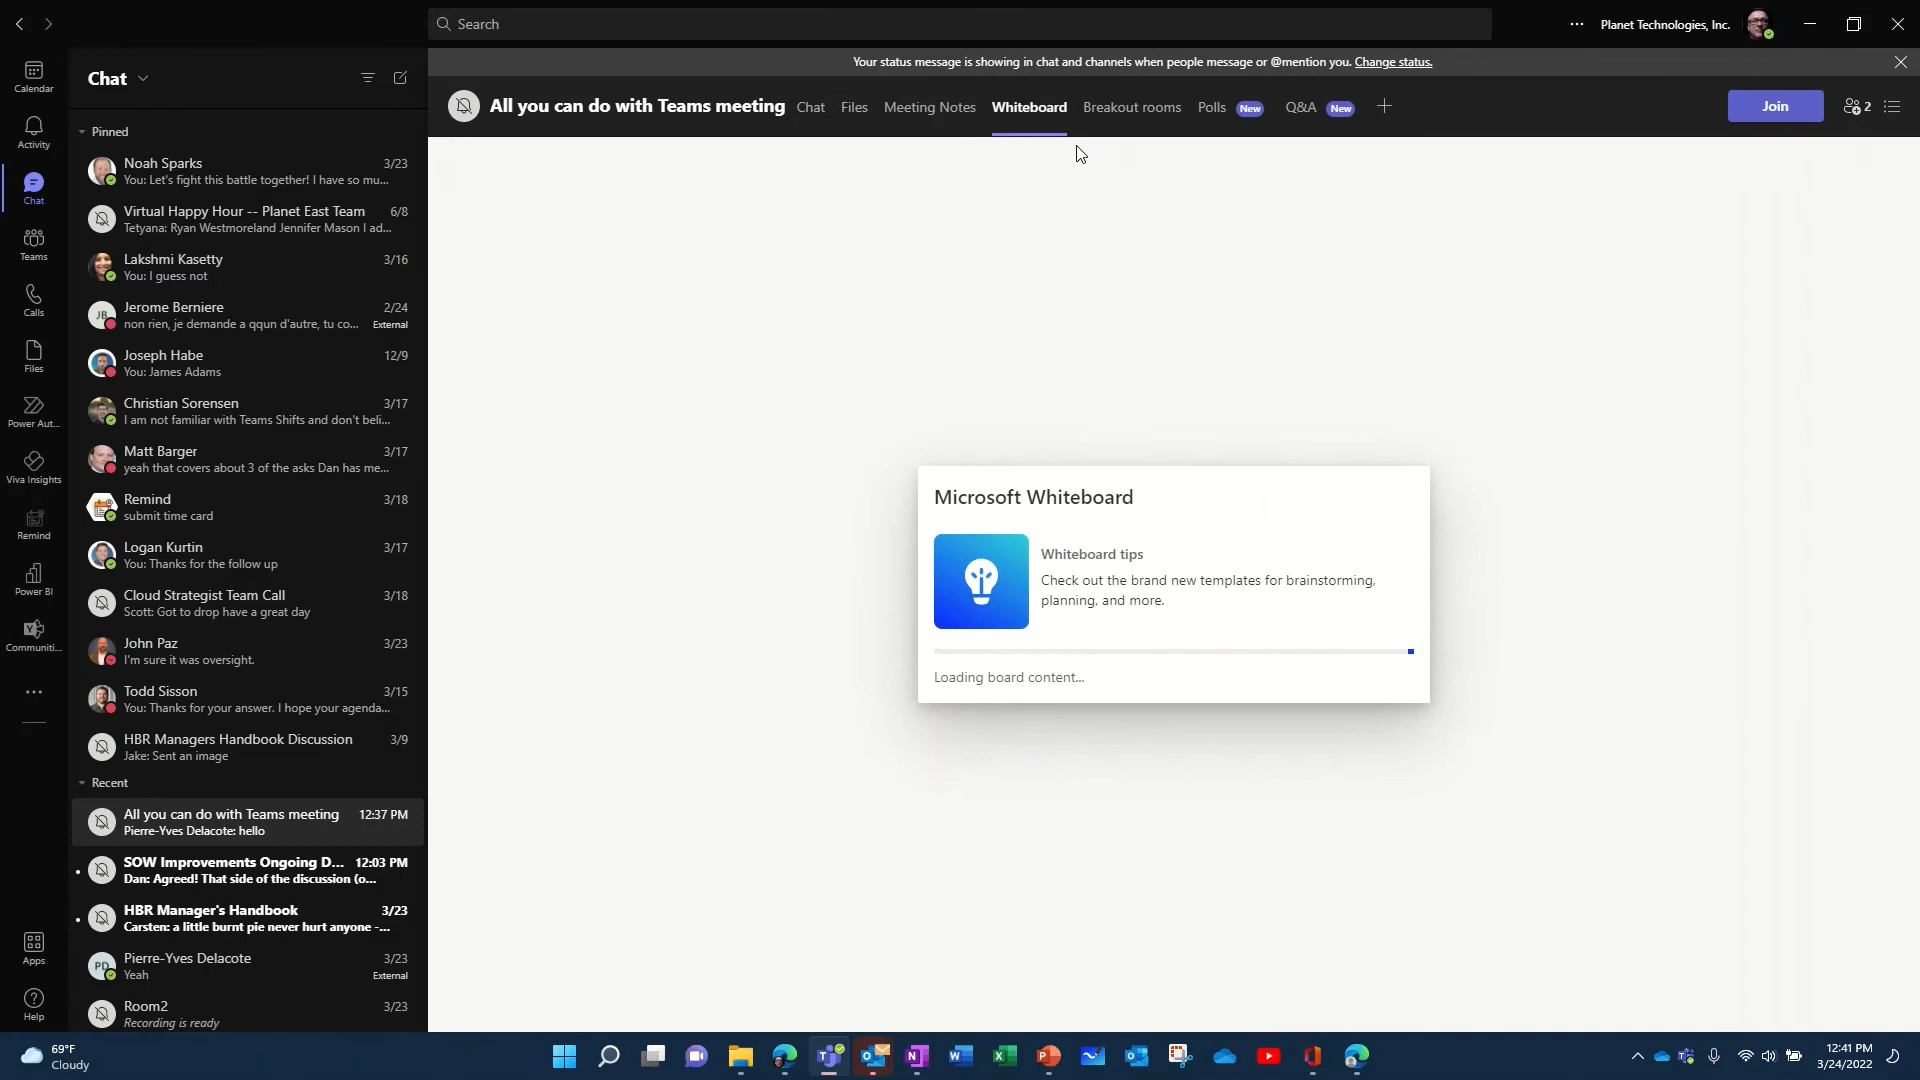 Search
Planet Technologies, Inc.
Your status message is showing in chat and channels when people message or @mention you. Change status.
Calendar
Activity
Chat
Teams
Calls
Files
Power Aut...
Viva Insights
Remind
Power BI
Communiti...
Apps
Help
Chat
Pinned
Noah Sparks 3/23
You: Let's fight this battle together! I have so mu...
Virtual Happy Hour -- Planet East Team 6/8
Tetyana: Ryan Westmoreland Jennifer Mason I ad...
Lakshmi Kasetty 3/16
You: I guess not
JB
Jerome Berniere 2/24
non rien, je demande a qqun d'autre, tu co... External
Joseph Habe 12/9
You: James Adams
Christian Sorensen 3/17
I am not familiar with Teams Shifts and don't beli...
Matt Barger 3/17
yeah that covers about 3 of the asks Dan has me...
Remind 3/18
submit time card
Logan Kurtin 3/17
You: Thanks for the follow up
Cloud Strategist Team Call 3/18
Scott: Got to drop have a great day
John Paz 3/23
I'm sure it was oversight.
Todd Sisson 3/15
You: Thanks for your answer. I hope your agenda...
HBR Managers Handbook Discussion 3/9
Jake: Sent an image
Recent
All you can do with Teams meeting 12:37 PM
Pierre-Yves Delacote: hello
SOW Improvements Ongoing D... 12:03 PM
Dan: Agreed! That side of the discussion (o...
HBR Manager's Handbook 3/23
Carsten: a little burnt pie never hurt anyone -...
PD
Pierre-Yves Delacote 3/23
Yeah External
Room2 3/23
Recording is ready
All you can do with Teams meeting Chat Files Meeting Notes Whiteboard Breakout rooms Polls New Q&A New
Join
2
Microsoft Whiteboard
Whiteboard tips
Check out the brand new templates for brainstorming,
planning, and more.
Loading board content...
69°F
Cloudy
12:41 PM
3/24/2022